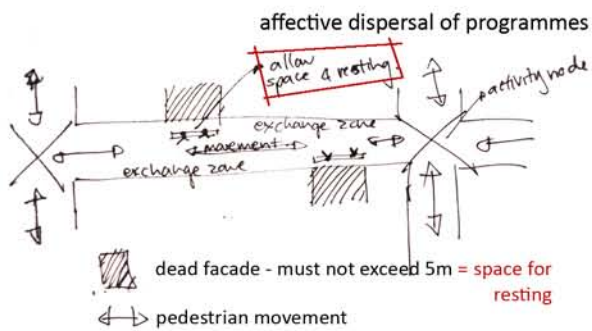 affective dispersal of programmes
allow
space & resting
activity node
exchange zone
movement
exchange zone
dead facade - must not exceed 5m = space for
resting
pedestrian movement